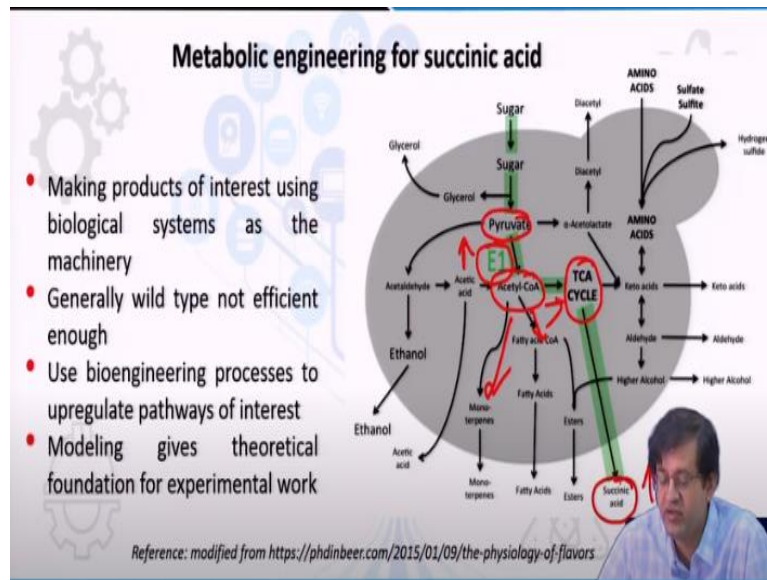 Metabolic engineering for succinic acid
• Making products of interest using
biological systems as the
machinery
• Generally wild type not efficient
enough
• Use bioengineering processes to
upregulate pathways of interest
• Modeling gives theoretical
foundation for experimental work
AMINO
ACIDS
Sulfate
Sulfite
Sugar
Diacetyl
Glycerol
Hydrogen
sulfide
Sugar
Diacetyl
Glycerol
Pyruvate
α-Acetolactate
AMINO
ACIDS
E1
Acetaldehyde
Acetic
acid
Acetyl-CoA
TCA
CYCLE
Keto acids
Keto acids
Fatty acid CoA
Aldehyde
Aldehyde
Ethanol
Higher Alcohol
Higher Alcohol
Mono-
terpenes
Fatty Acids
Esters
Ethanol
Acetic
acid
Mono-
terpenes
Fatty Acids
Esters
Succinic
acid
Reference: modified from https://phdinbeer.com/2015/01/09/the-physiology-of-flavors